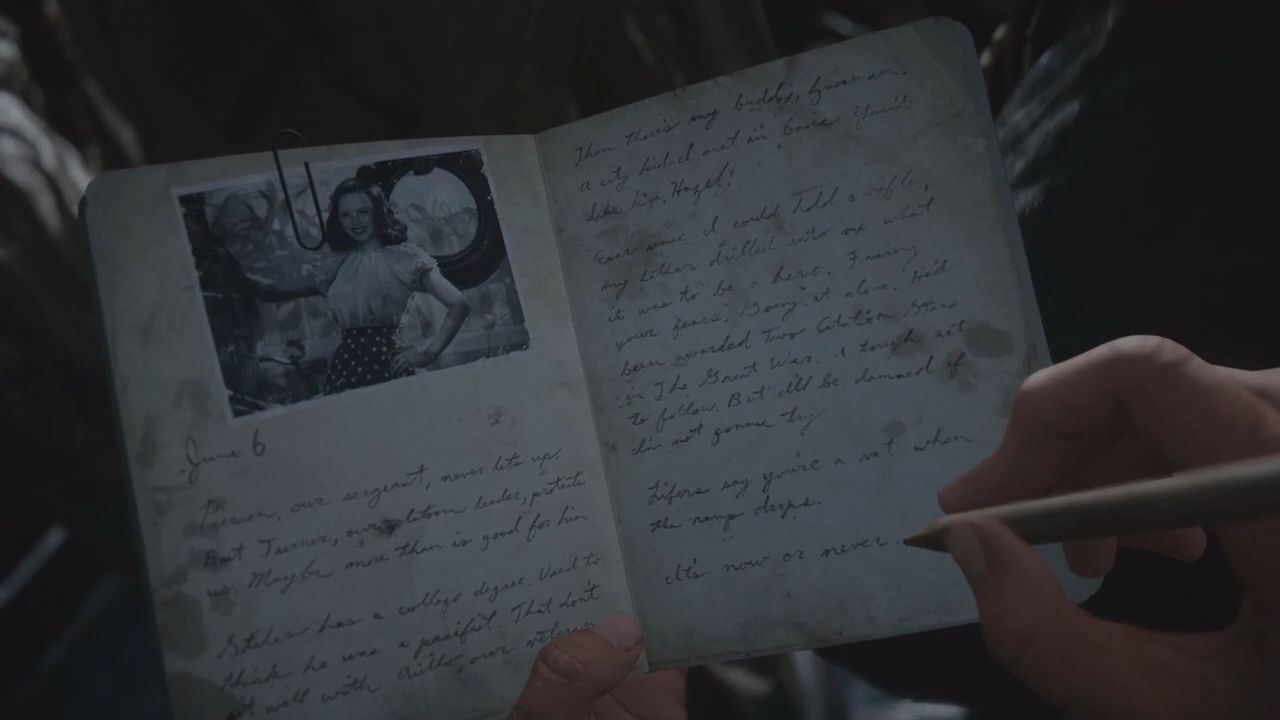 June 6
Pierson, our sergeant, never lets up,
But Turner, our platoon leader, protects
us. Maybe more than is good for him
Stiles has a college degree. Used to
think he was a pacifist. That don't
sit well with Aiello, our veteran
Then there's my buddy, Zussman,
A city kid I met in basic. You'd
like him, Hazel!
Ever since I could hold a rifle,
my father drilled into me what
it was to be a hero. Facing
your fears. Doing it alone. He'd
been awarded Two Citation Stars
in The Great War. A tough act
to follow. But I'll be damned if
I'm not gonna try
Lifers say you're a vet when
the ramp drops.
It's now or never